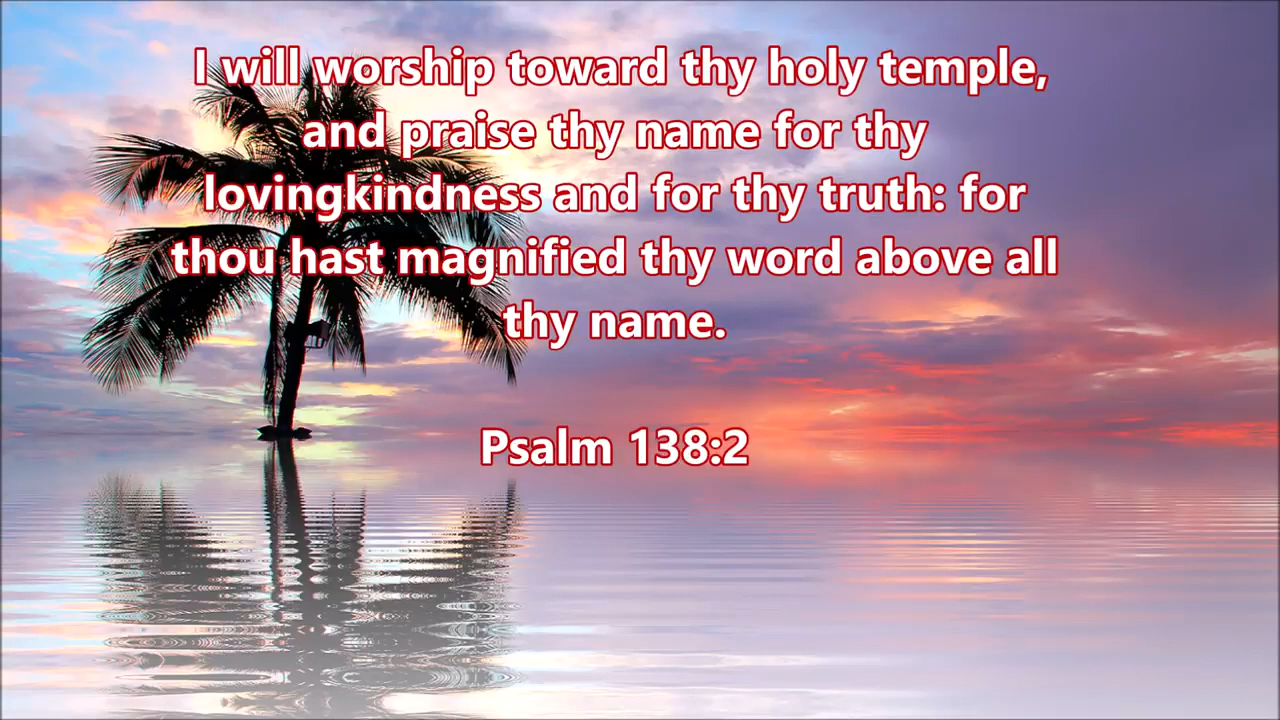 I will worship toward thy holy temple,
and praise thy name for thy
lovingkindness and for thy truth: for
thou hast magnified thy word above all
thy name.
Psalm 138:2